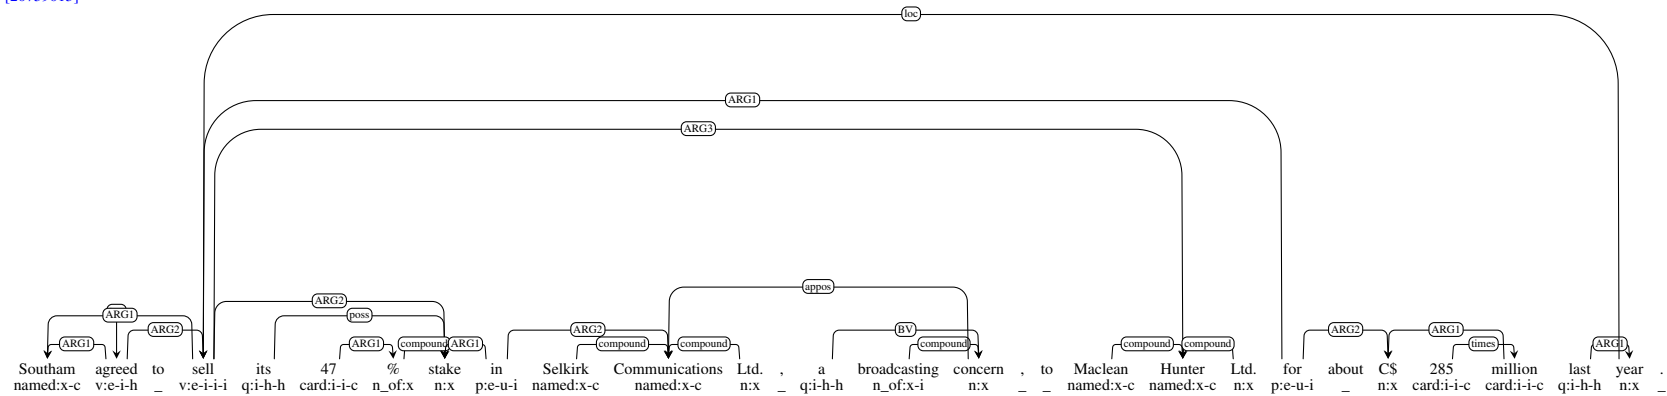 loc
ARG1
ARG3
appos
ARG2
ARG1 poss
ARG2 ARG2 BV ARG2 ARG1
ARG1 ARG1 compound ARG1 compound compound compound compound compound times ARG1
Southam agreed to sell its 47 % stake in Selkirk Communications Ltd. , a broadcasting concern , to Maclean Hunter Ltd. for about C$ 285 million last year .
named:x-c v:e-i-h _ v:e-i-i-i q:i-h-h card:i-i-c n_of:x n:x p:e-u-i named:x-c named:x-c n:x _ q:i-h-h n_of:x-i n:x _ _ named:x-c named:x-c n:x p:e-u-i _ n:x card:i-i-c card:i-i-c q:i-h-h n:x _